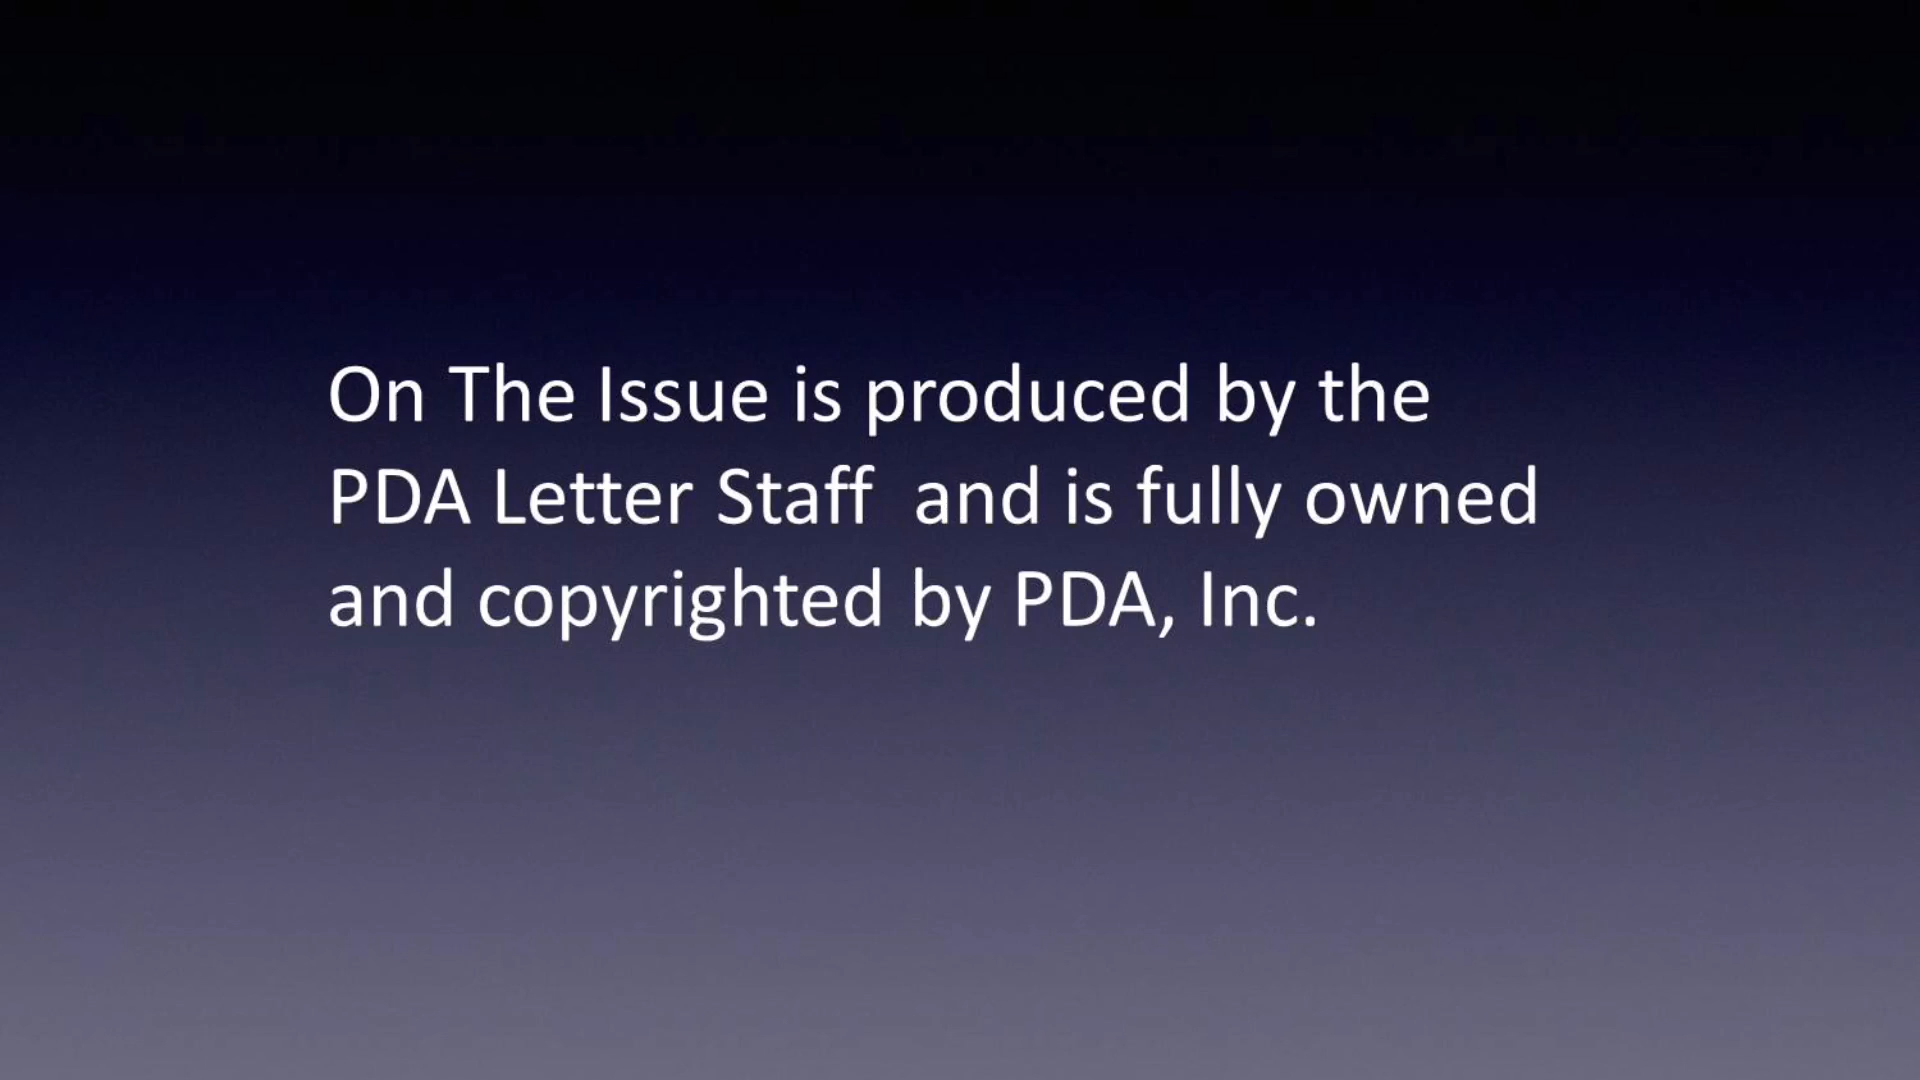 On The Issue is produced by the
PDA Letter Staff  and is fully owned
and copyrighted by PDA, Inc.